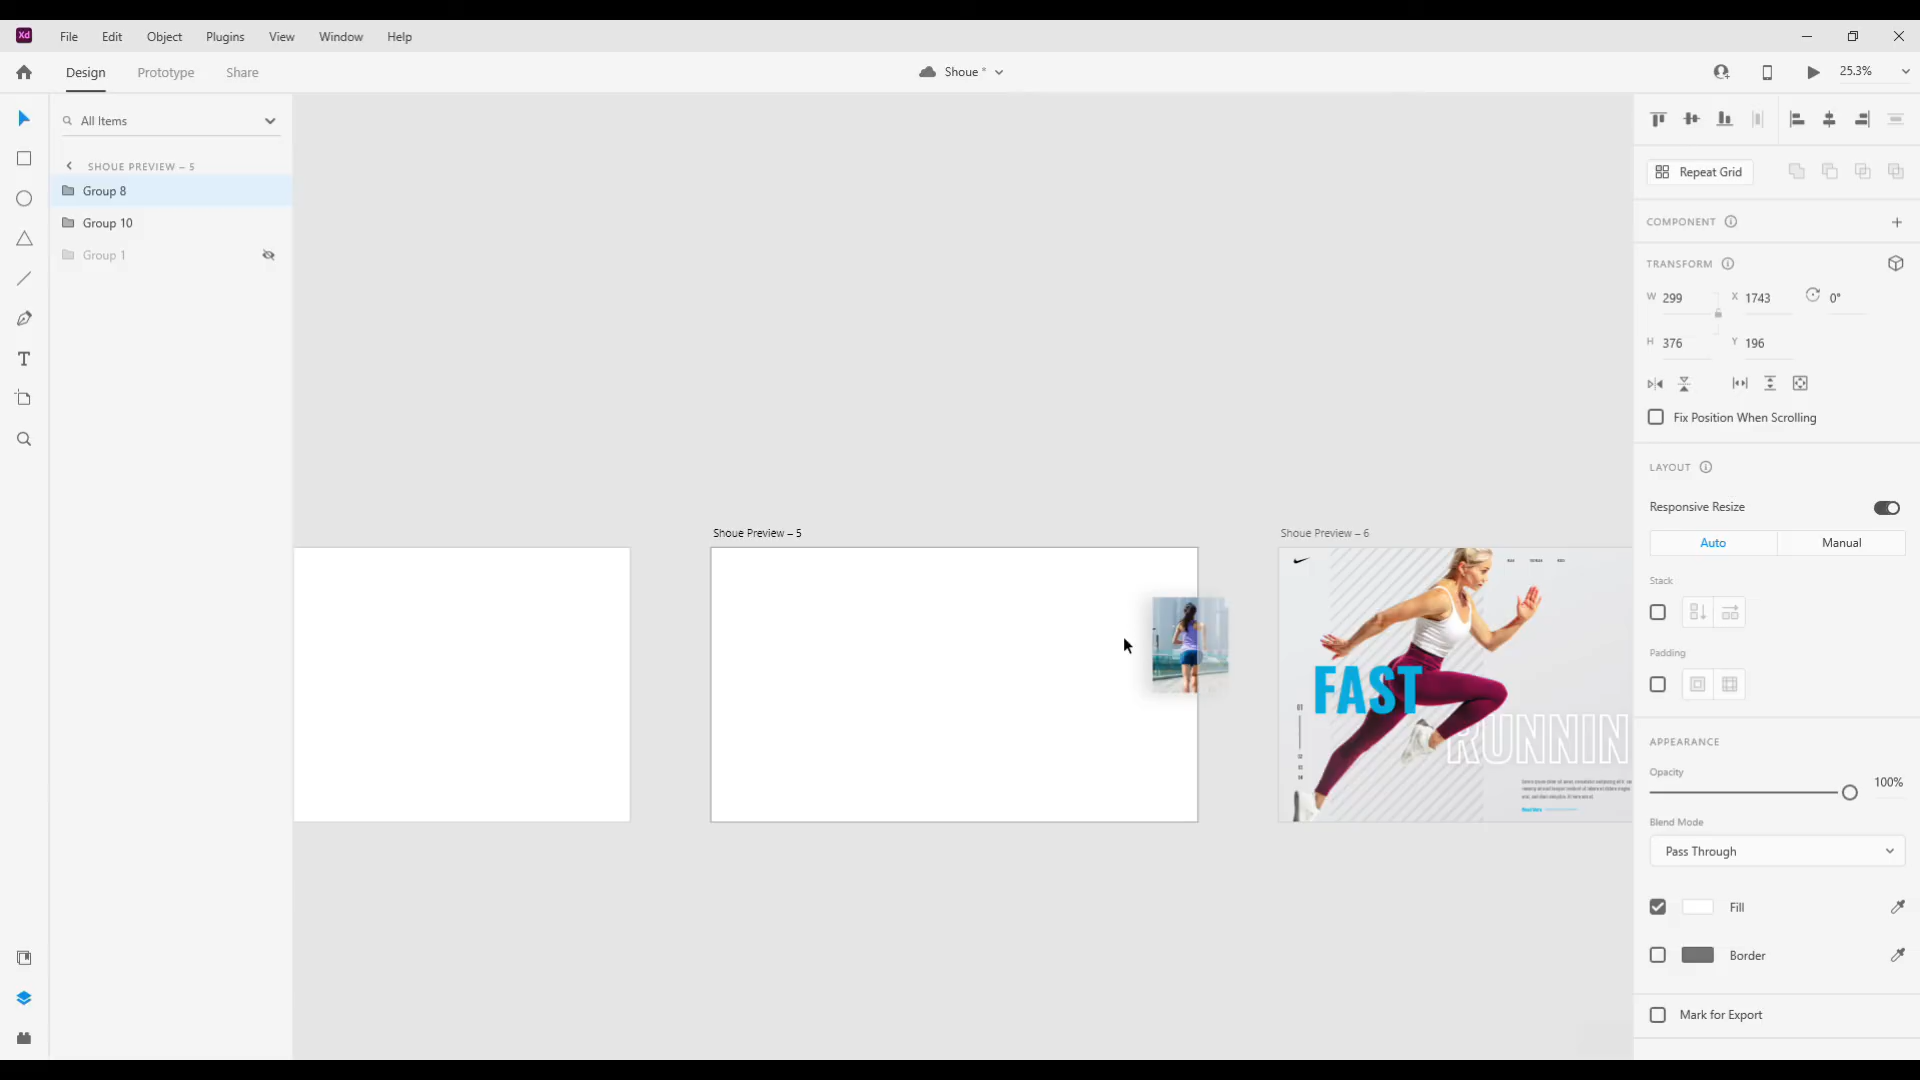 Xd File Edit Object Plugins View Window Help
Design Prototype Share Shoue * 25.3%
All Items
SHOUE PREVIEW – 5
Group 8
Group 10
Group 1
Shoue Preview – 5
Shoue Preview – 6
FAST
RUNNIN
01
Repeat Grid
COMPONENT
TRANSFORM
W 299 X 1743 0°
H 376 Y 196
Fix Position When Scrolling
LAYOUT
Responsive Resize
Auto Manual
Stack
Padding
APPEARANCE
Opacity
100%
Blend Mode
Pass Through
Fill
Border
Mark for Export